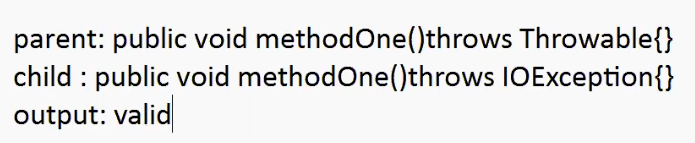 parent: public void methodOne()throws Throwable{}
child : public void methodOne()throws IOException{}
output: valid